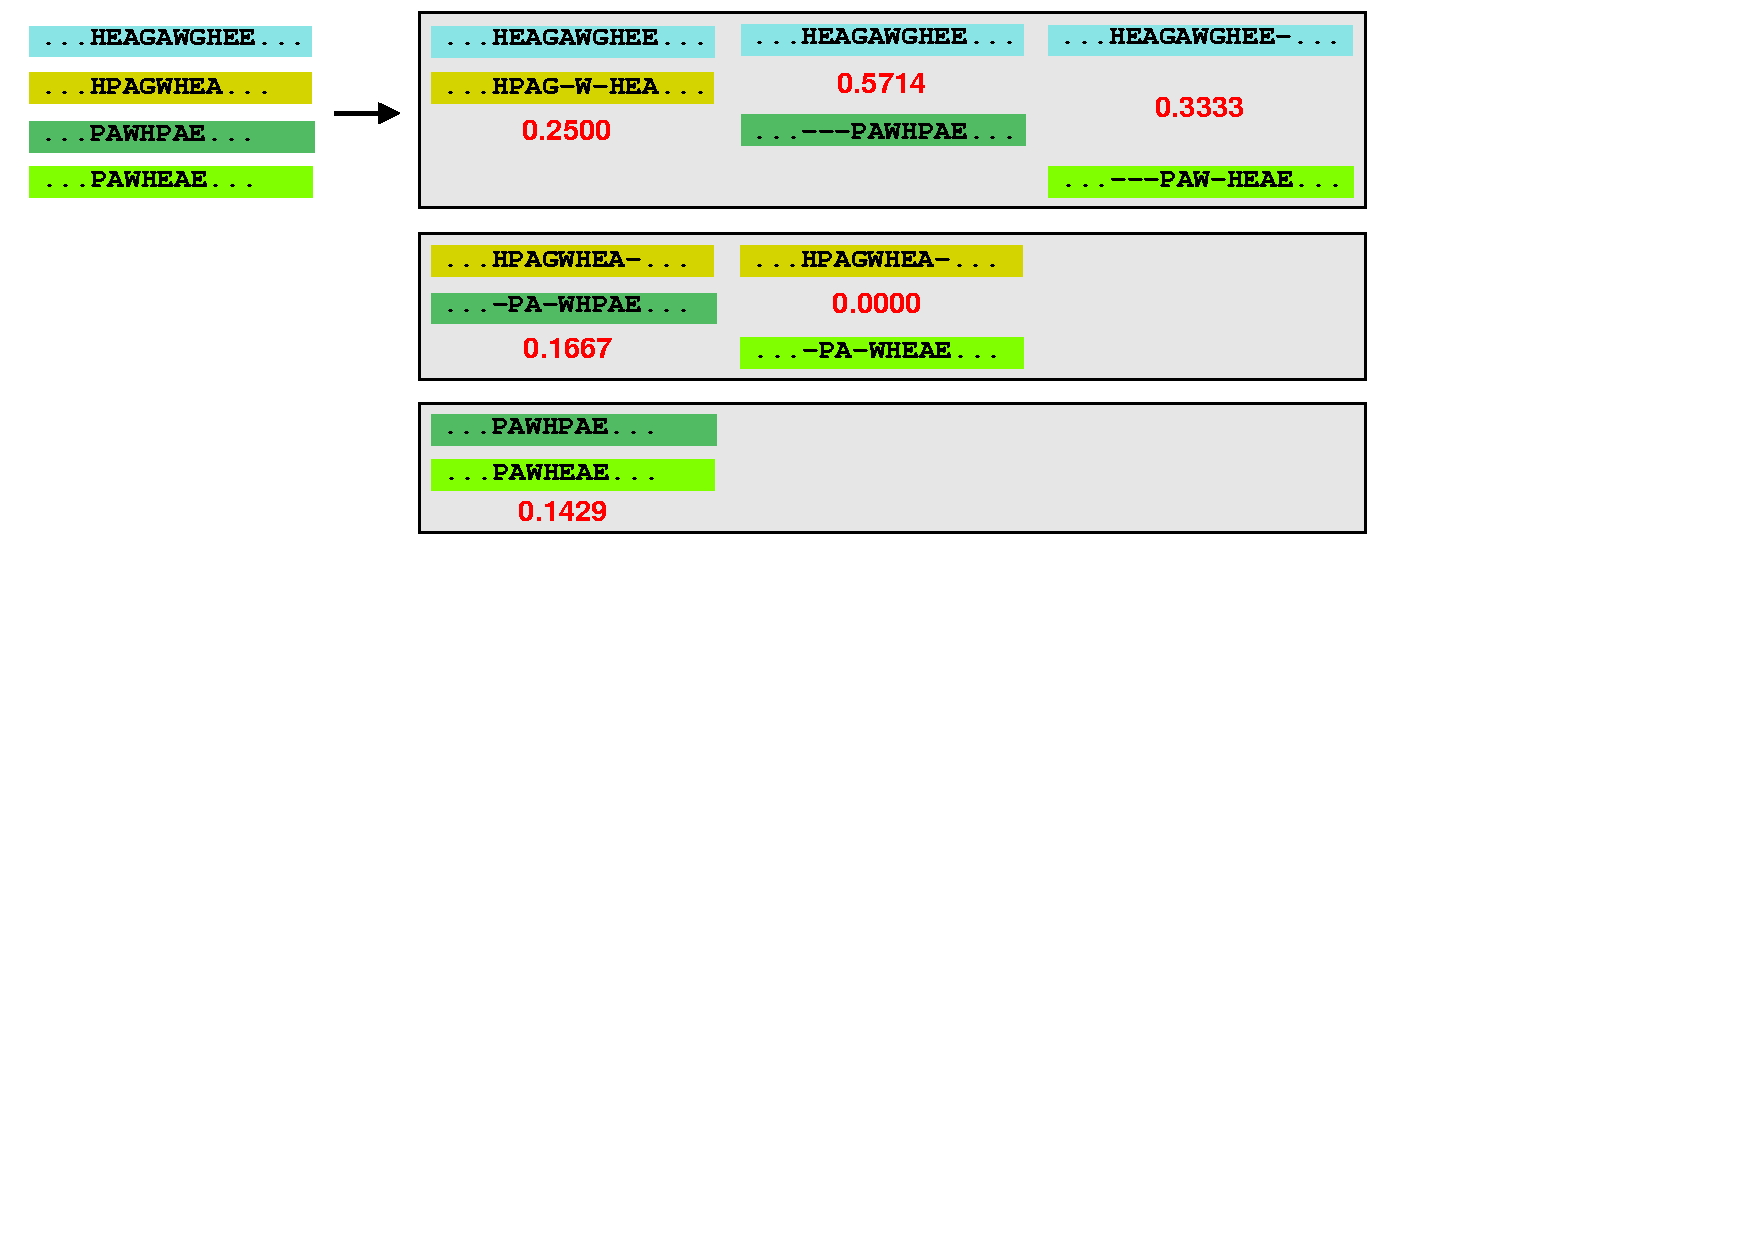 ...HEAGAWGHEE...
...HPAGWHEA...
...PAWHPAE...
...PAWHEAE...
...HEAGAWGHEE...
...HPAG-W-HEA...
0.2500
...HEAGAWGHEE...
0.5714
...---PAWHPAE...
...HEAGAWGHEE-...
0.3333
...---PAW-HEAE...
...HPAGWHEA-...
...-PA-WHPAE...
0.1667
...HPAGWHEA-...
0.0000
...-PA-WHEAE...
...PAWHPAE...
...PAWHEAE...
0.1429